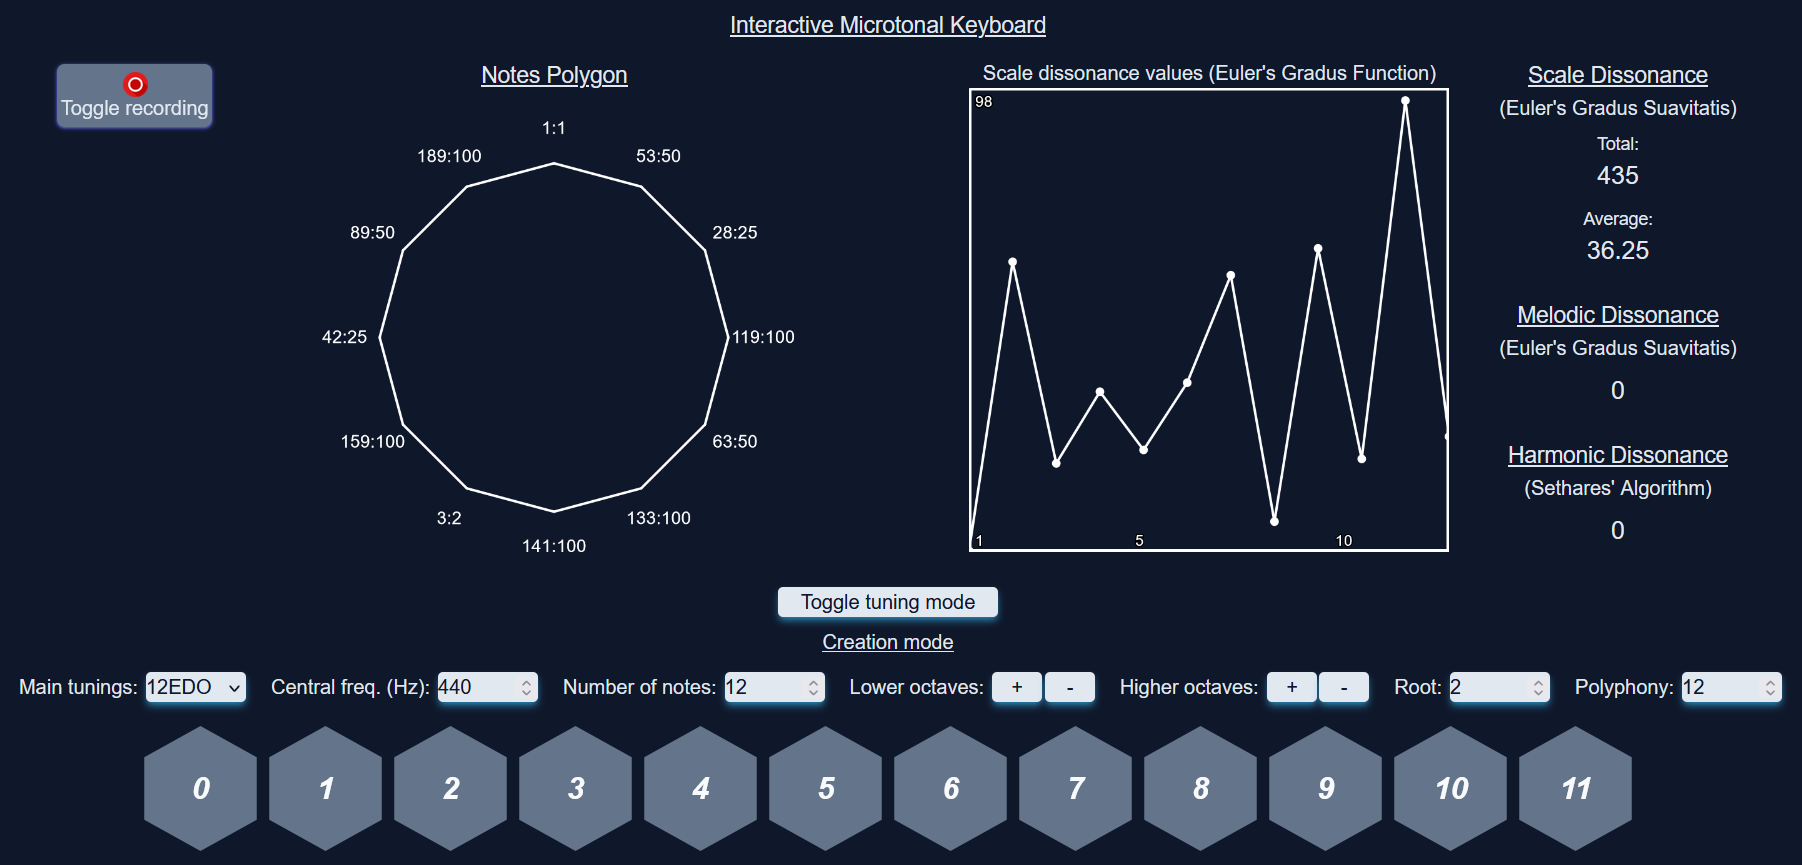 Interactive Microtonal Keyboard
Toggle recording
Notes Polygon
1:1
53:50
28:25
119:100
63:50
133:100
141:100
3:2
159:100
42:25
89:50
189:100
Scale dissonance values (Euler's Gradus Function)
98
1
5
10
Scale Dissonance
(Euler's Gradus Suavitatis)
Total:
435
Average:
36.25
Melodic Dissonance
(Euler's Gradus Suavitatis)
0
Harmonic Dissonance
(Sethares' Algorithm)
0
Toggle tuning mode
Creation mode
Main tunings: 12EDO Central freq. (Hz): 440 Number of notes: 12 Lower octaves: + - Higher octaves: + - Root: 2 Polyphony: 12
0 1 2 3 4 5 6 7 8 9 10 11